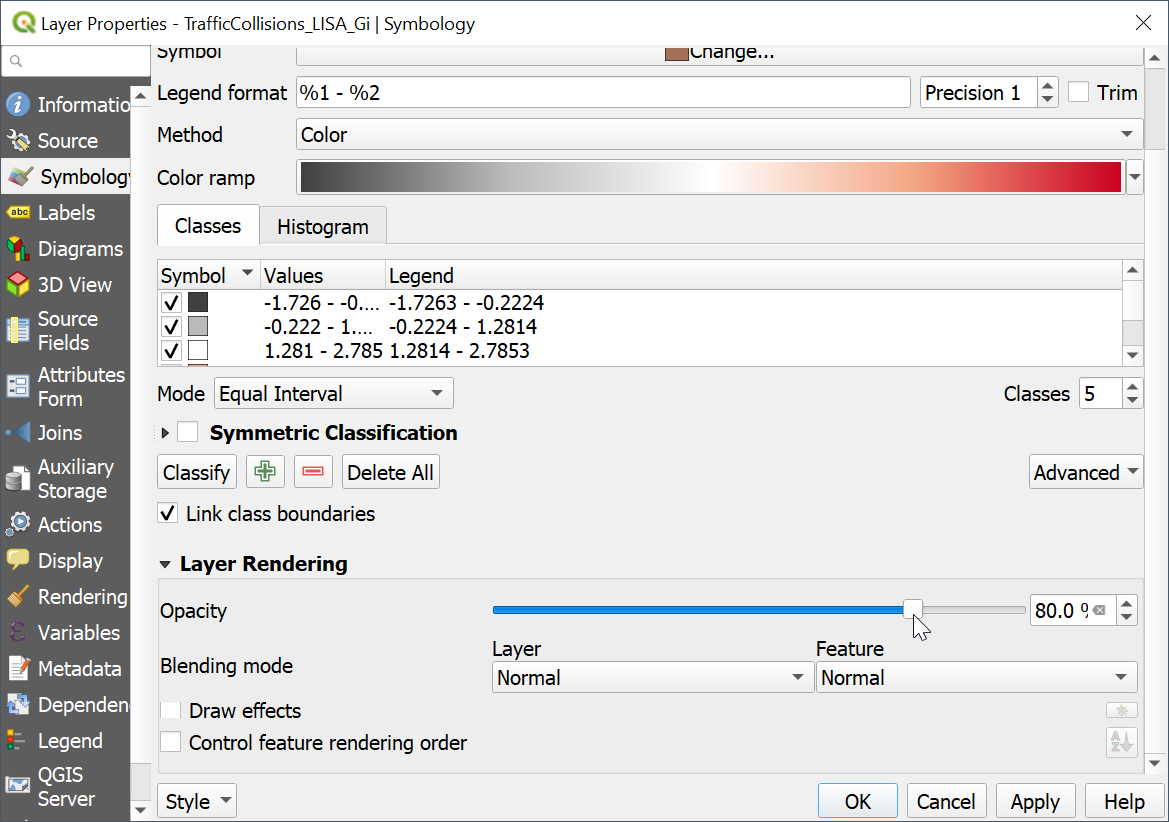 Layer Properties - TrafficCollisions_LISA_Gi | Symbology
Symbol Change...
Legend format %1 - %2 Precision 1 Trim
Method Color
Color ramp
Classes Histogram
Symbol Values Legend
-1.726 - -0.... -1.7263 - -0.2224
-0.222 - 1.... -0.2224 - 1.2814
1.281 - 2.785 1.2814 - 2.7853
Mode Equal Interval Classes 5
Symmetric Classification
Classify Delete All Advanced
Link class boundaries
Layer Rendering
Opacity 80.0 %
Layer Feature
Blending mode Normal Normal
Draw effects
Control feature rendering order
Style OK Cancel Apply Help
Informatio
Source
Symbology
abc Labels
Diagrams
3D View
Source
Fields
Attributes
Form
Joins
Auxiliary
Storage
Actions
Display
Rendering
Variables
Metadata
Dependen
Legend
QGIS
Server